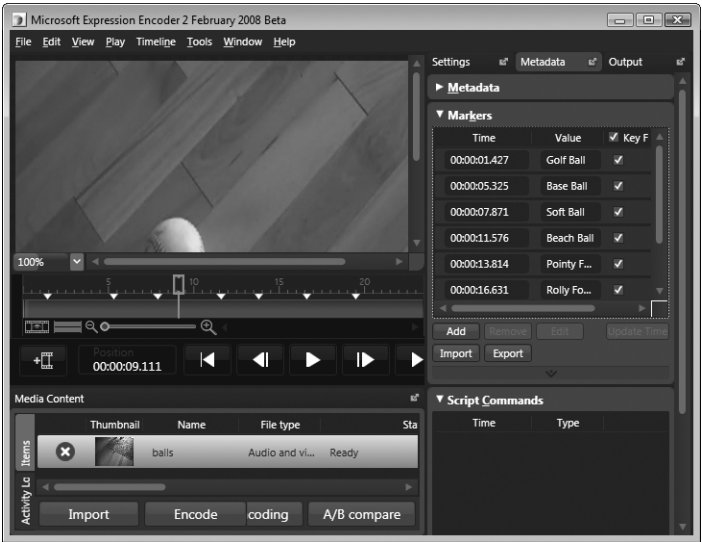 Microsoft Expression Encoder 2 February 2008 Beta
File Edit View Play Timeline Tools Window Help
Settings Metadata Output
Metadata
Markers
Time Value Key F
00:00:01.427 Golf Ball
00:00:05.325 Base Ball
00:00:07.871 Soft Ball
00:00:11.576 Beach Ball
00:00:13.814 Pointy F...
00:00:16.631 Rolly Fo...
Add Remove Edit Update Time
Import Export
100%
5 10 15 20
Position
00:00:09.111
Media Content
Items
Activity Lo
Thumbnail Name File type Sta
balls Audio and vi... Ready
Import Encode coding A/B compare
Script Commands
Time Type